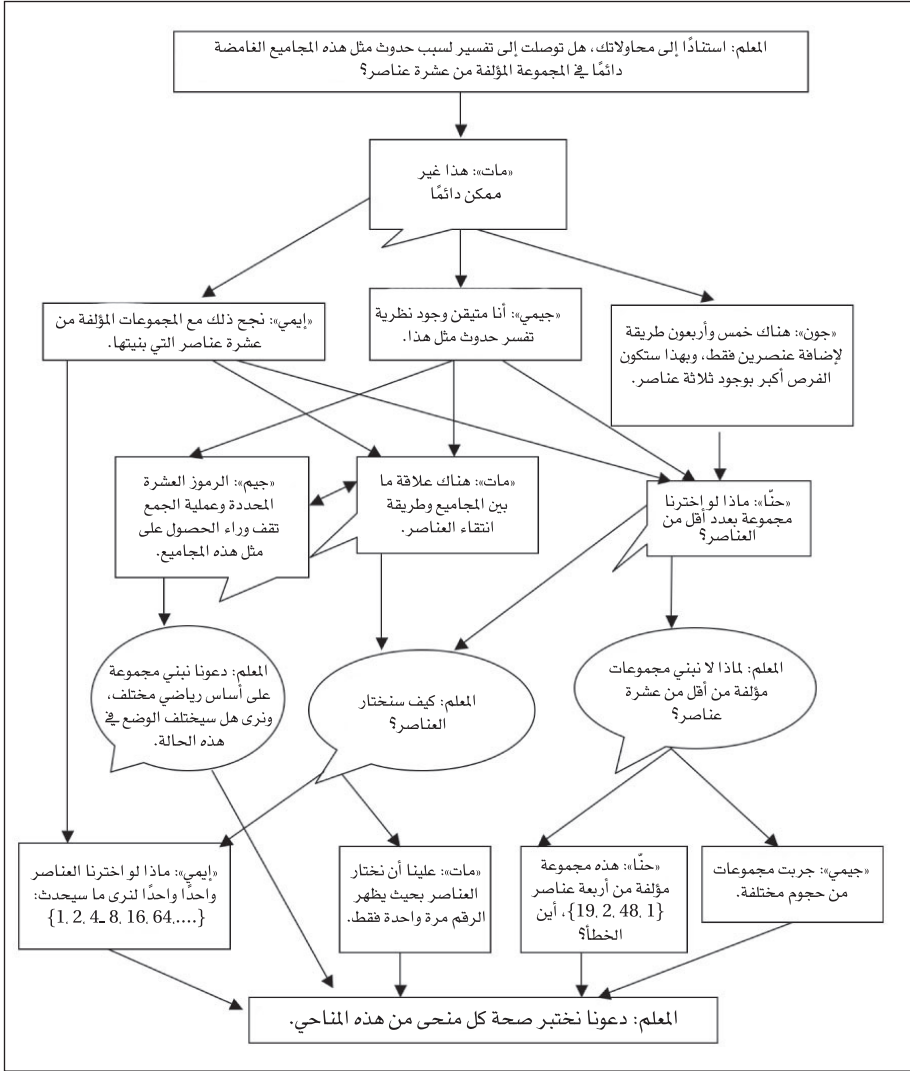 المعلم: استنادًا إلى محاولاتك، هل توصلت إلى تفسير لسبب حدوث مثل هذه المجاميع الغامضة
دائمًا في المجموعة المؤلفة من عشرة عناصر؟
«مات»: هذا غير
ممكن دائمًا
«جون»: هناك خمس وأربعون طريقة
لإضافة عنصرين فقط، وبهذا ستكون
الفرص أكبر بوجود ثلاثة عناصر.
«جيمي»: أنا متيقن وجود نظرية
تفسر حدوث مثل هذا.
«إيمي»: نجح ذلك مع المجموعات المؤلفة من
عشرة عناصر التي بنيتها.
«حنّا»: ماذا لو اخترنا
مجموعة بعدد أقل من
العناصر؟
«مات»: هناك علاقة ما
بين المجاميع وطريقة
انتقاء العناصر.
«جيم»: الرموز العشرة
المحددة وعملية الجمع
تقف وراء الحصول على
مثل هذه المجاميع.
المعلم: لماذا لا نبني مجموعات
مؤلفة من أقل من عشرة
عناصر؟
المعلم: كيف سنختار
العناصر؟
المعلم: دعونا نبني مجموعة
على أساس رياضي مختلف،
ونرى هل سيختلف الوضع في
هذه الحالة.
«جيمي»: جربت مجموعات
من حجوم مختلفة.
«حنّا»: هذه مجموعة
مؤلفة من أربعة عناصر
{19, 2, 48, 1}، أين
الخطأ؟
«مات»: علينا أن نختار
العناصر بحيث يظهر
الرقم مرة واحدة فقط.
«إيمي»: ماذا لو اخترنا العناصر
واحدًا واحدًا لنرى ما سيحدث:
{1, 2, 4_ 8, 16, 64,....}
المعلم: دعونا نختبر صحة كل منحى من هذه المناحي.